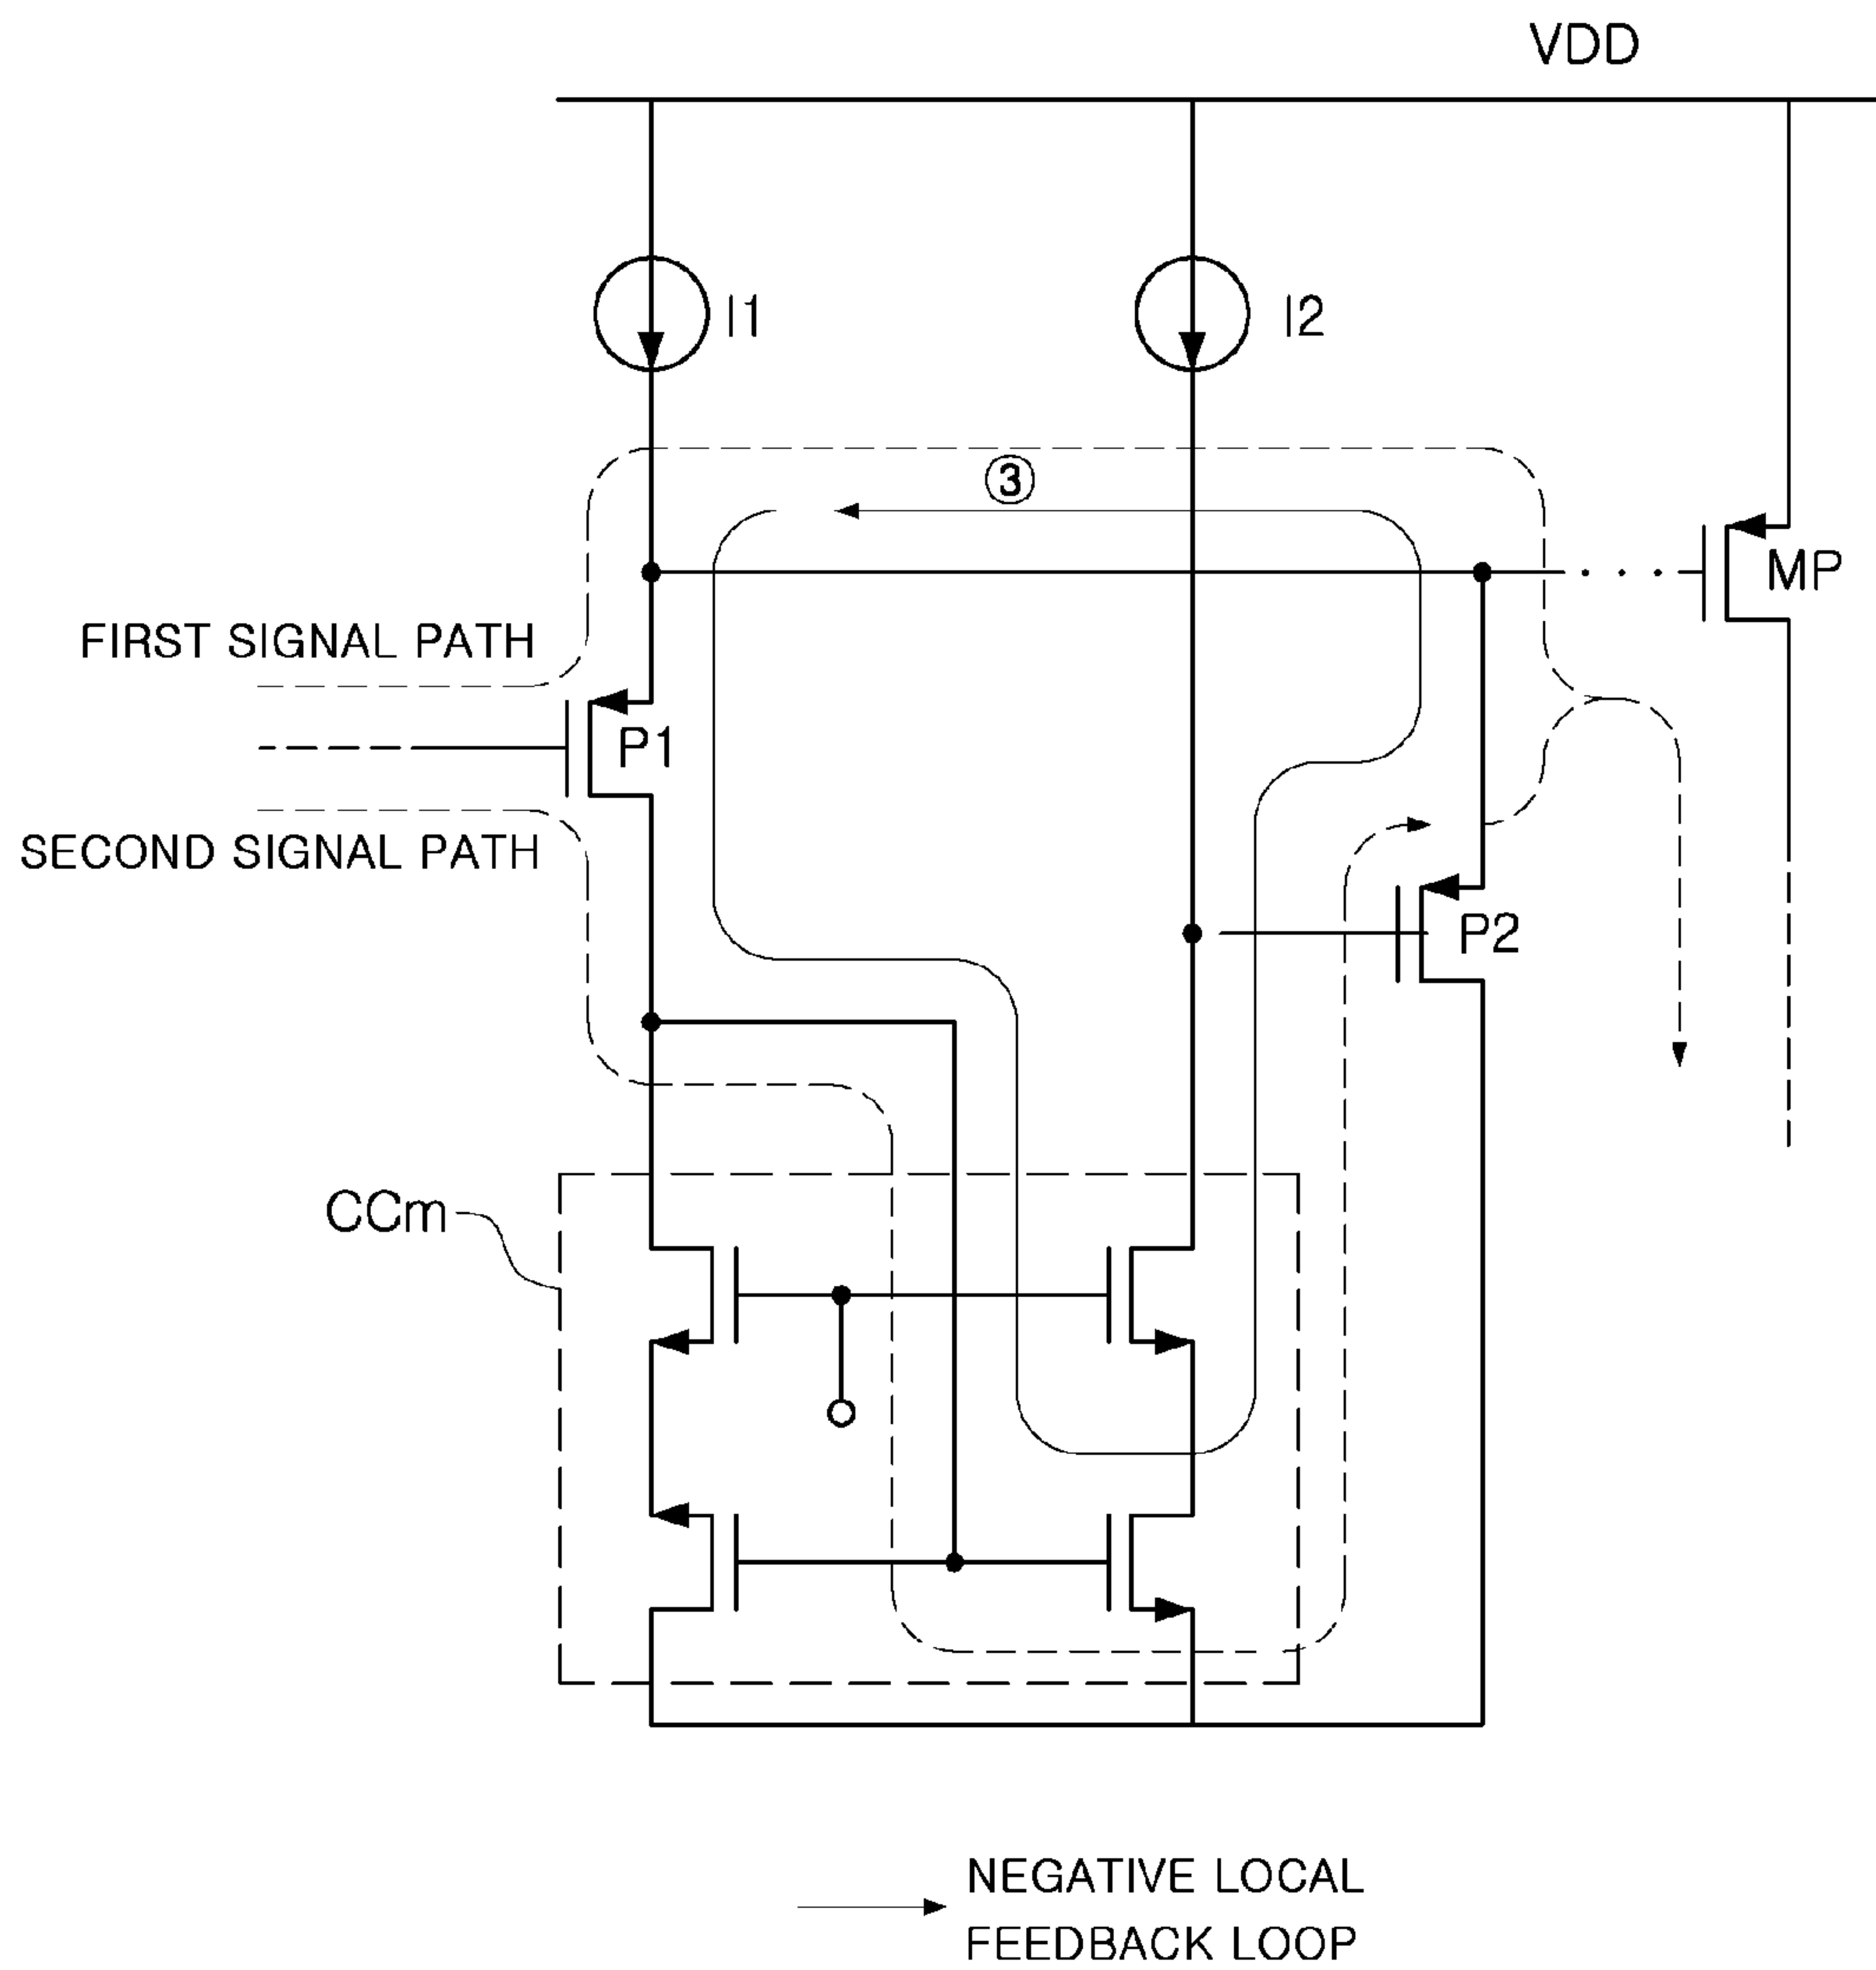 VDD
I1
I2
③
MP
FIRST SIGNAL PATH
P1
SECOND SIGNAL PATH
P2
CCm
NEGATIVE LOCAL
FEEDBACK LOOP